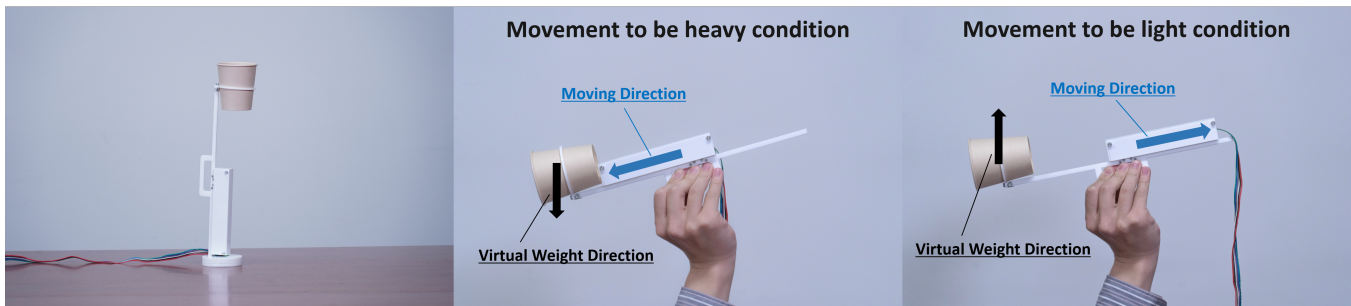 Movement to be heavy condition
Moving Direction
Virtual Weight Direction
Movement to be light condition
Moving Direction
Virtual Weight Direction